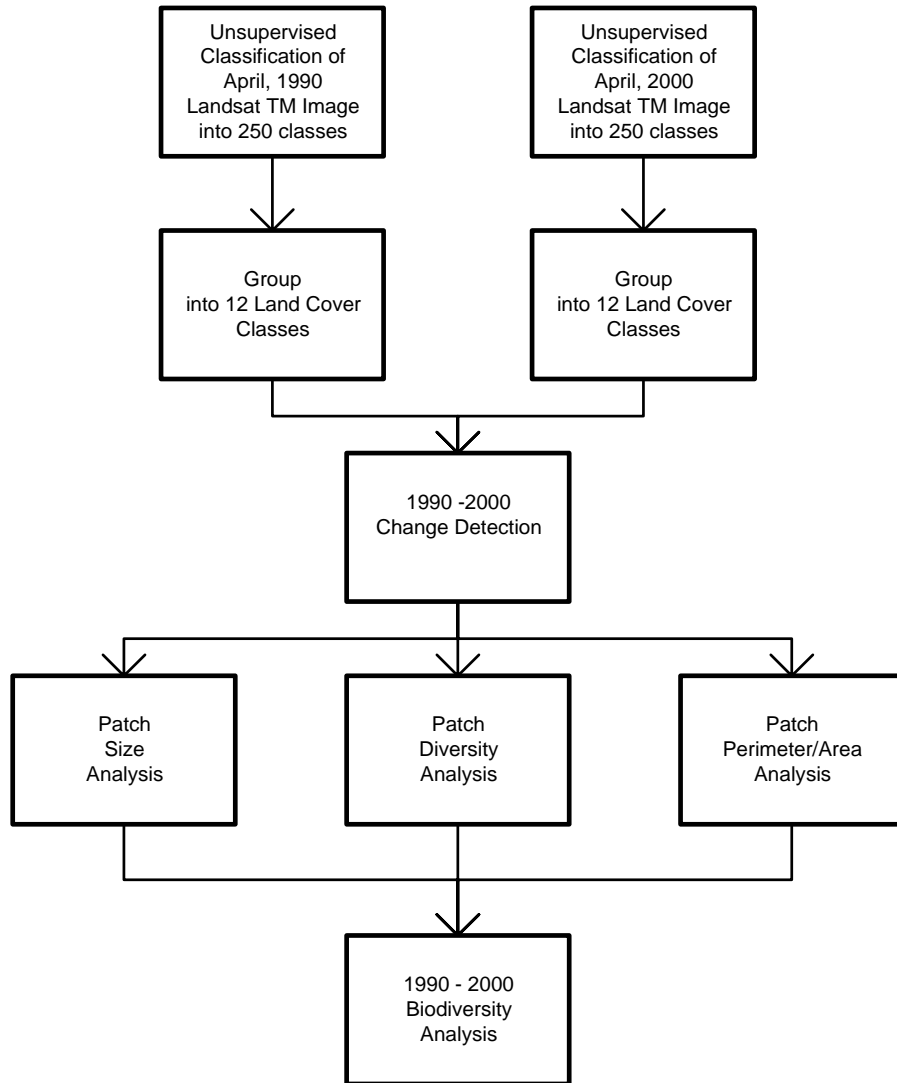 Unsupervised
Classification of
April, 1990
Landsat TM Image
into 250 classes
Unsupervised
Classification of
April, 2000
Landsat TM Image
into 250 classes
Group
into 12 Land Cover
Classes
Group
into 12 Land Cover
Classes
1990 -2000
Change Detection
Patch
Size
Analysis
Patch
Diversity
Analysis
Patch
Perimeter/Area
Analysis
1990 - 2000
Biodiversity
Analysis